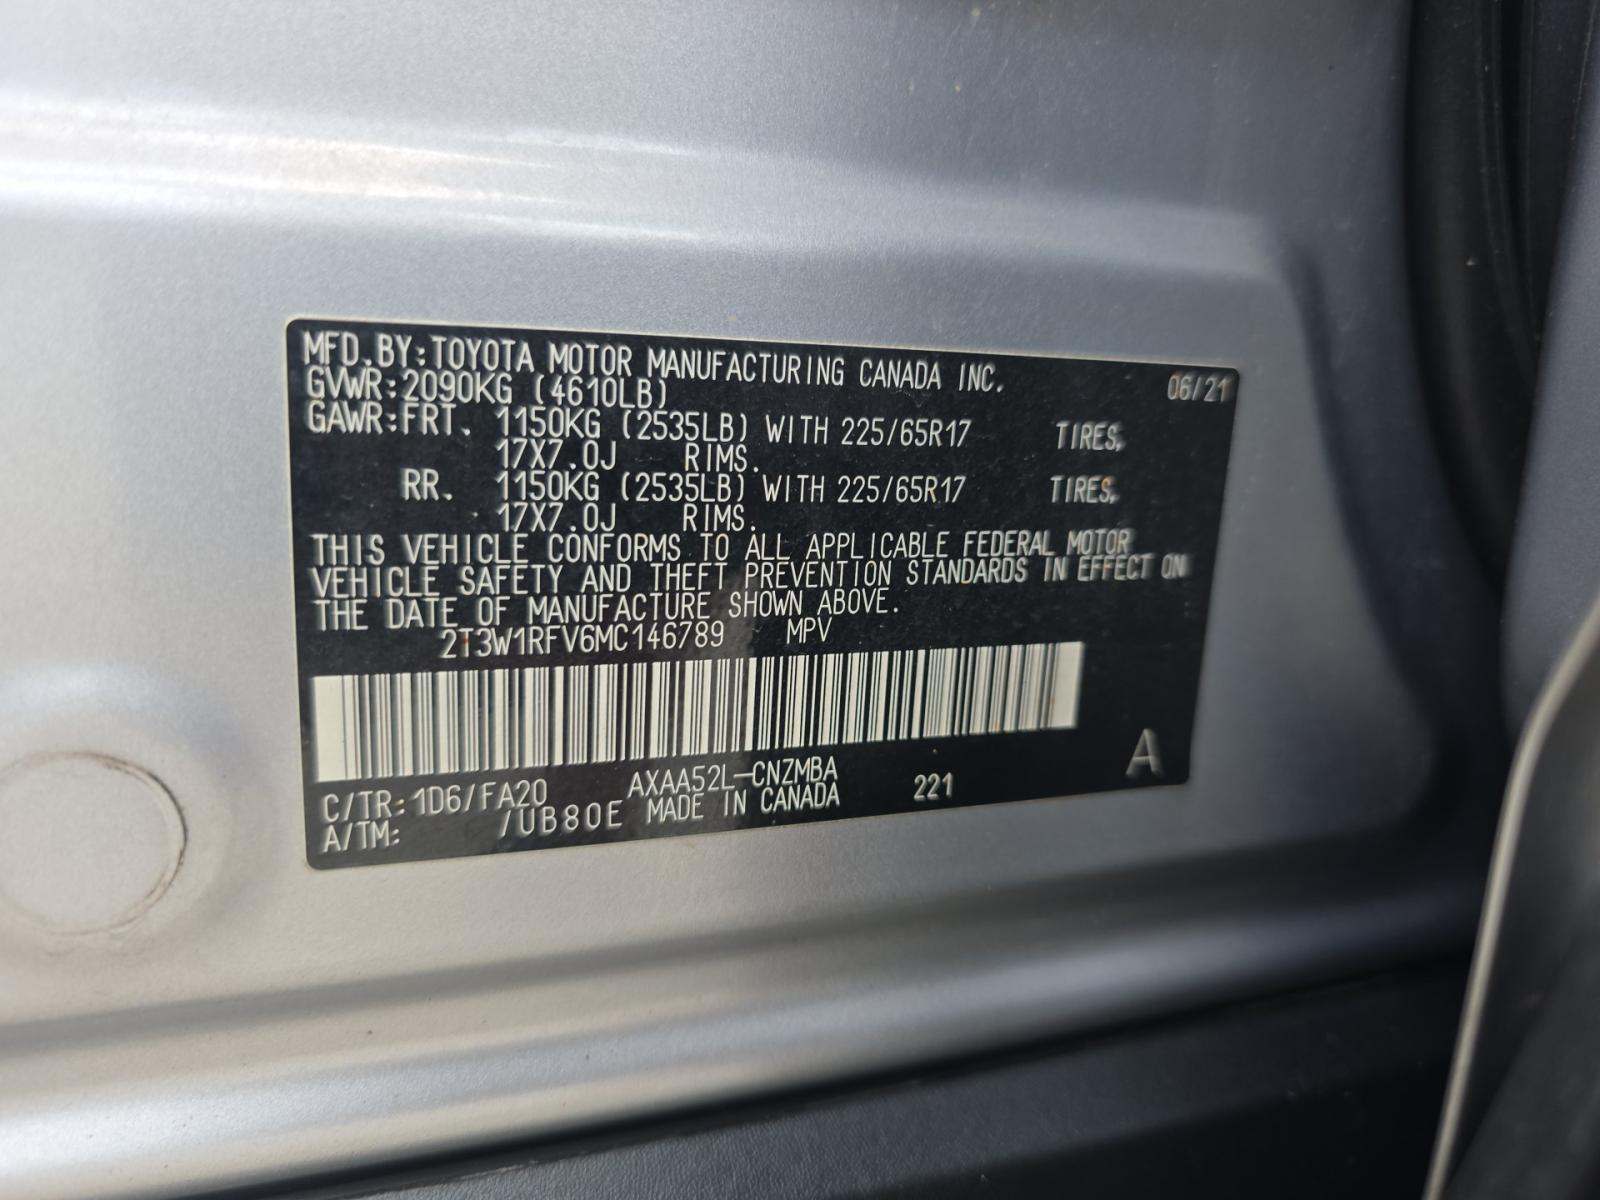 MFD.BY:TOYOTA MOTOR MANUFACTURING CANADA INC. 06/21
GVWR:2090KG (4610LB)
GAWR:FRT. 1150KG (2535LB) WITH 225/65R17 TIRES,
17X7.0J RIMS.
RR. 1150KG (2535LB) WITH 225/65R17 TIRES,
17X7.0J RIMS.
THIS VEHICLE CONFORMS TO ALL APPLICABLE FEDERAL MOTOR
VEHICLE SAFETY AND THEFT PREVENTION STANDARDS IN EFFECT ON
THE DATE OF MANUFACTURE SHOWN ABOVE.
2T3W1RFV6MC146789 MPV
C/TR:1D6/FA20 AXAA52L-CNZMBA 221 A
A/TM: /UB80E MADE IN CANADA